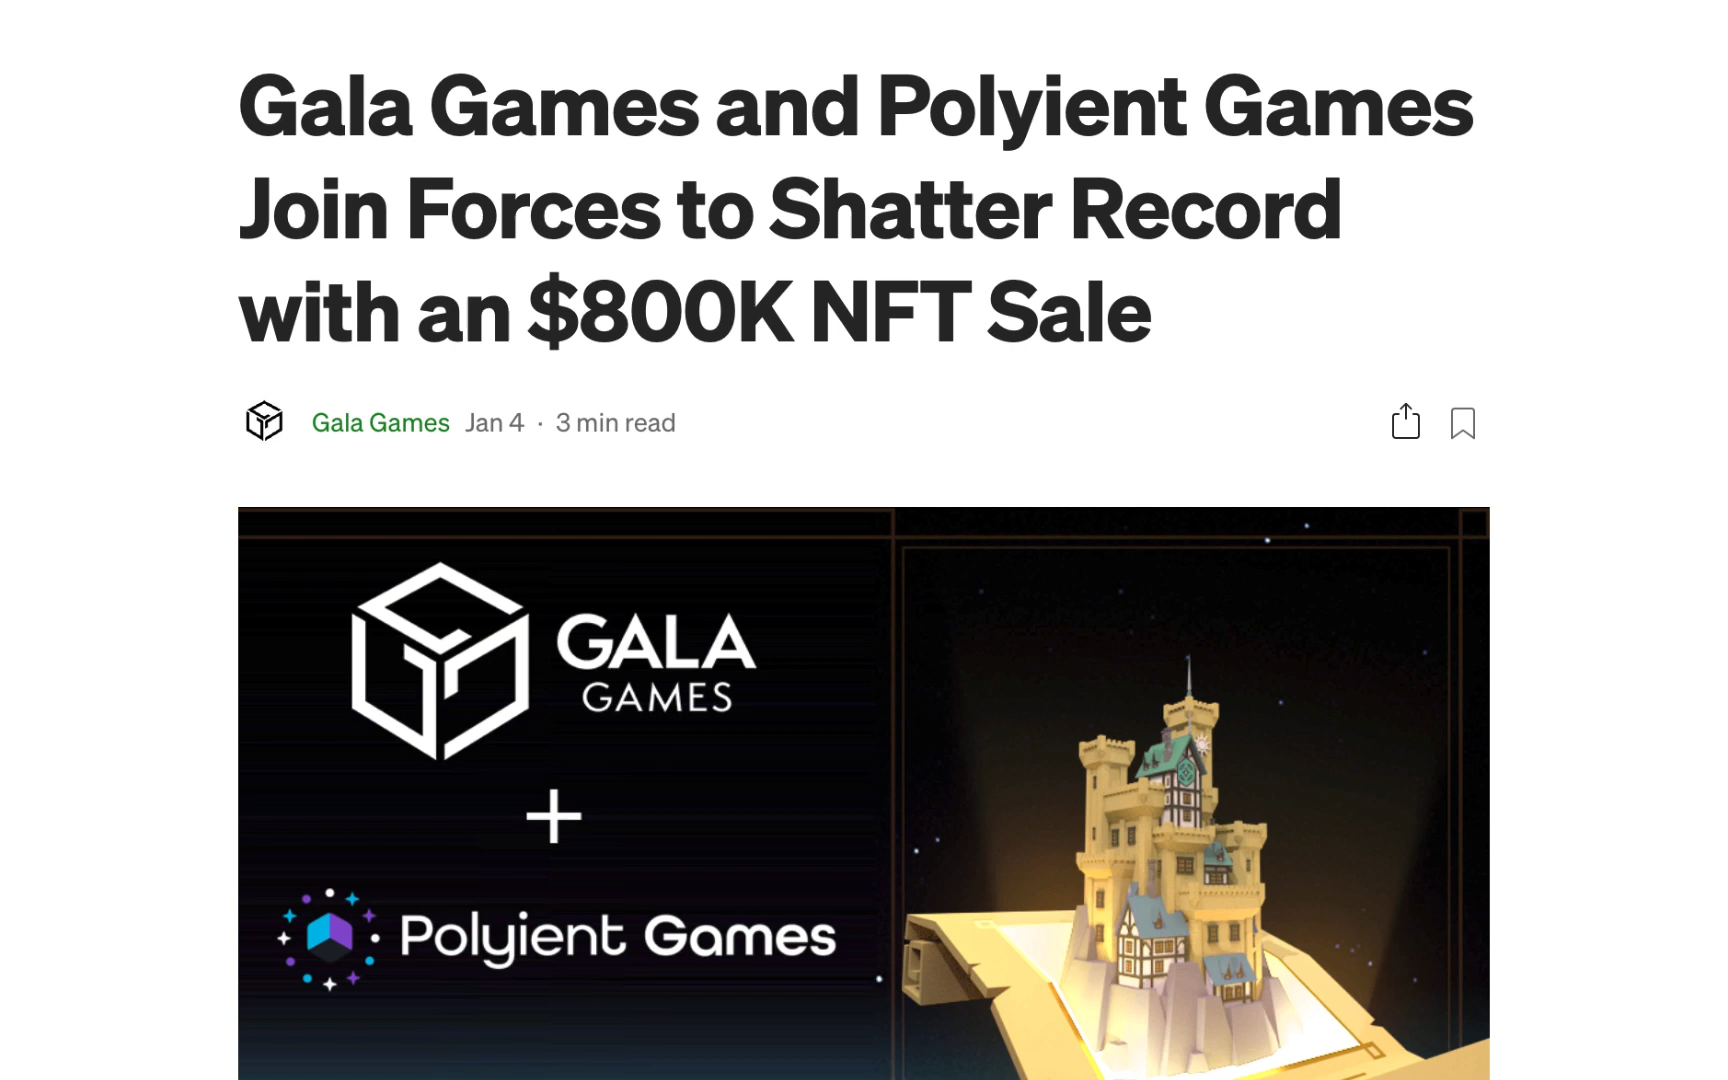 Gala Games and Polyient Games
Join Forces to Shatter Record
with an $800K NFT Sale
Gala Games Jan 4 · 3 min read
GALA
GAMES
+
Polyient Games